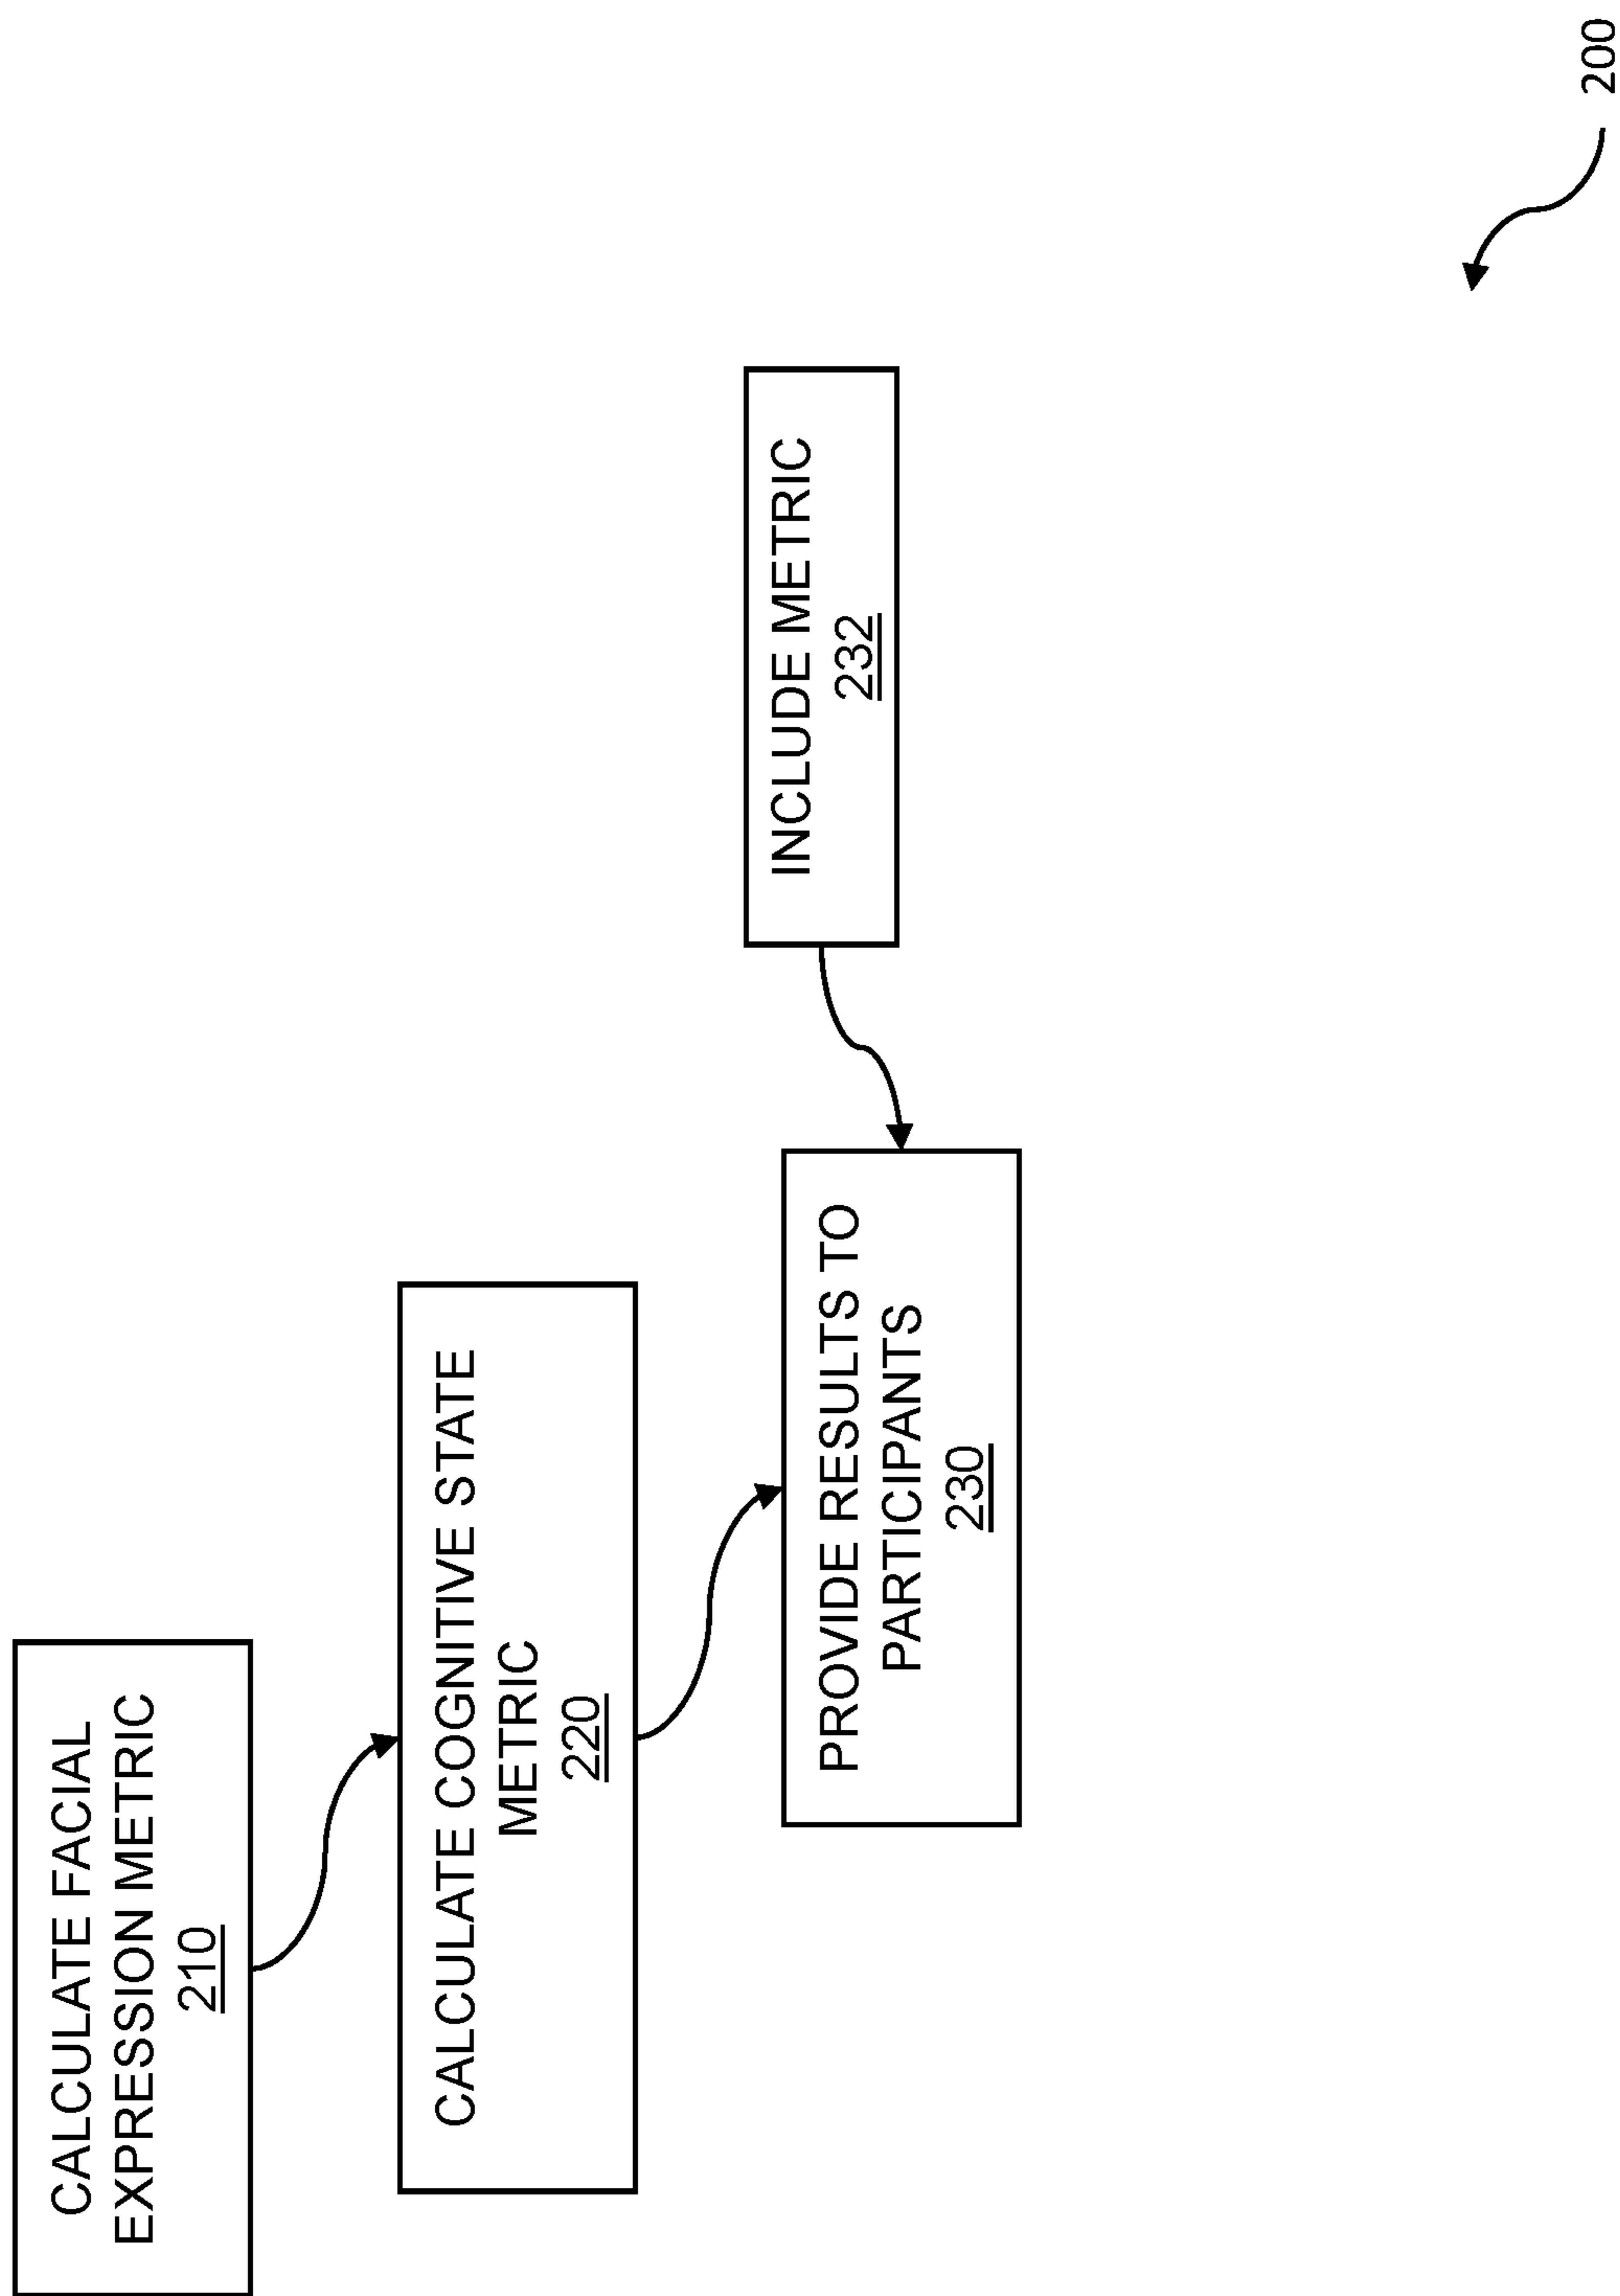 CALCULATE FACIAL
EXPRESSION METRIC
210
CALCULATE COGNITIVE STATE
METRIC
220
PROVIDE RESULTS TO
PARTICIPANTS
230
INCLUDE METRIC
232
200